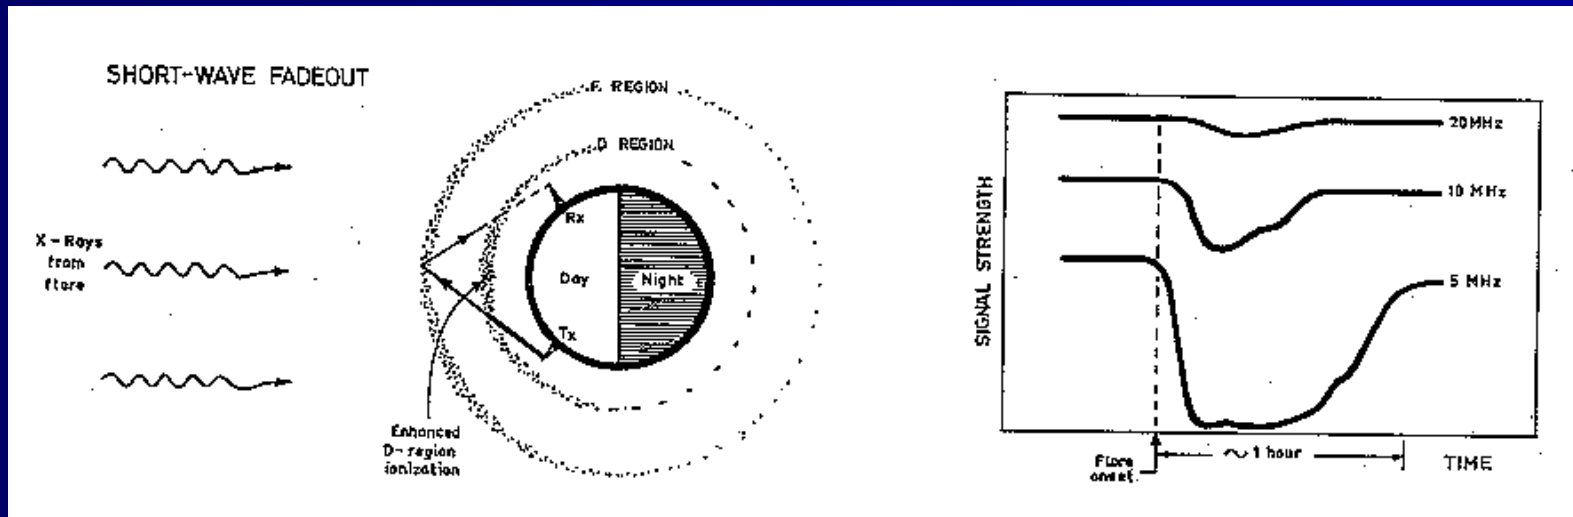 SHORT-WAVE FADEOUT
X-Rays
from
flare
REGION
D REGION
Rx
Day
Night
Tx
Enhanced
D-region
ionization
SIGNAL STRENGTH
20MHz
10 MHz
5 MHz
Flare
onset
~1 hour
TIME